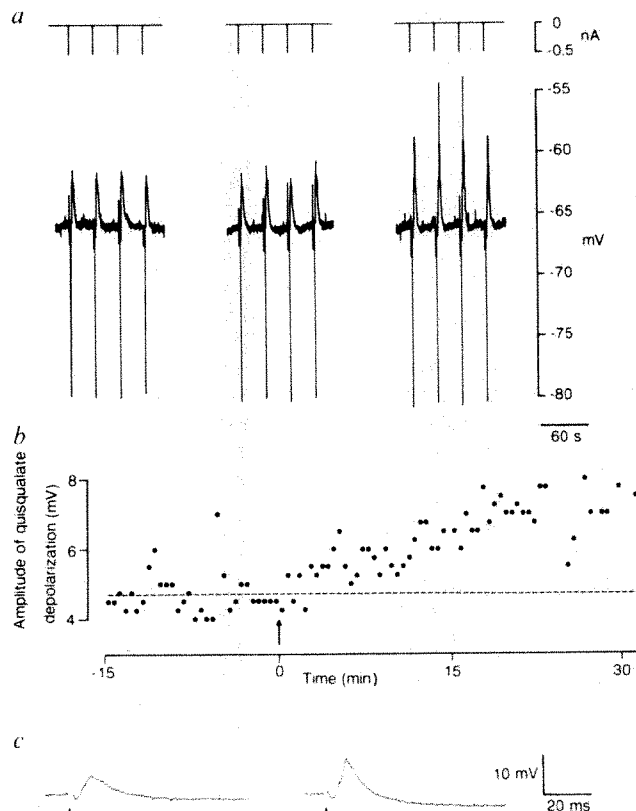 a
0
nA
-0.5
-55
-60
-65
mV
-70
-75
-80
60 s
b
Amplitude of quisqualate
depolarization (mV)
8
6
4
-15
0
15
30
Time (min)
c
10 mV
20 ms